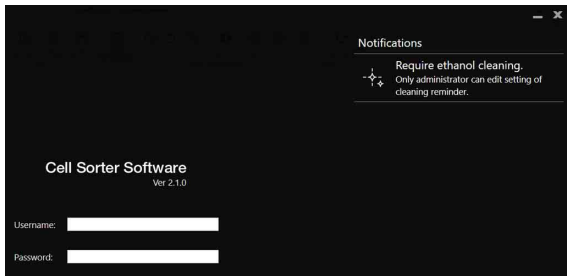 Notifications
Require ethanol cleaning.
Only administrator can edit setting of
cleaning reminder.
Cell Sorter Software
Ver 2.1.0
Username:
Password: